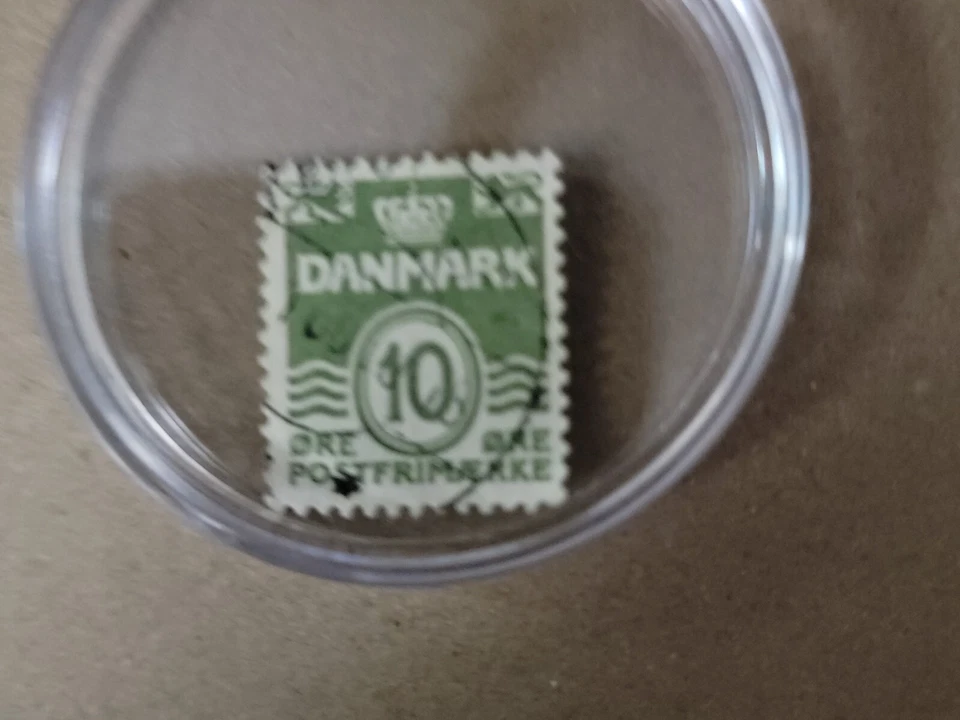 DANMARK
10
ØRE ØRE
POSTFRIMÆRKE